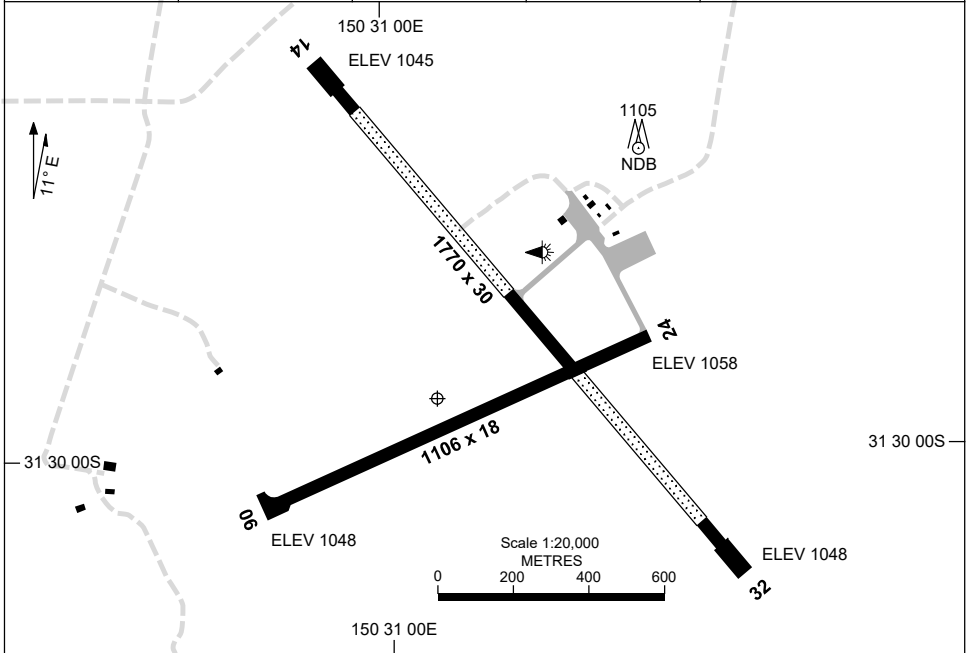 150 31 00E
14
ELEV 1045
1105
NDB
11° E
1770 x 30
24
ELEV 1058
1106 x 18
31 30 00S
31 30 00S
06
ELEV 1048
Scale 1:20,000
METRES
0 200 400 600
ELEV 1048
32
150 31 00E